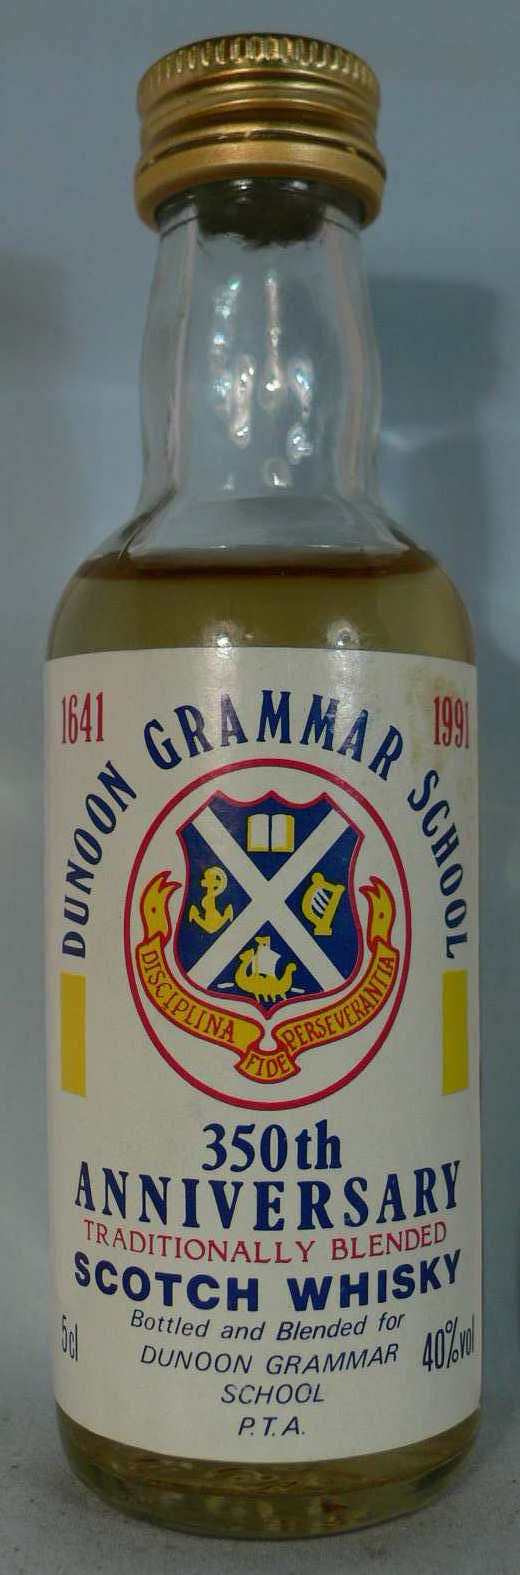 1641 1991
DUNOON GRAMMAR SCHOOL
DISCIPLINA FIDE PERSEVERANTIA
350th
ANNIVERSARY
TRADITIONALLY BLENDED
SCOTCH WHISKY
Bottled and Blended for
5cl DUNOON GRAMMAR 40%vol
SCHOOL
P.T.A.